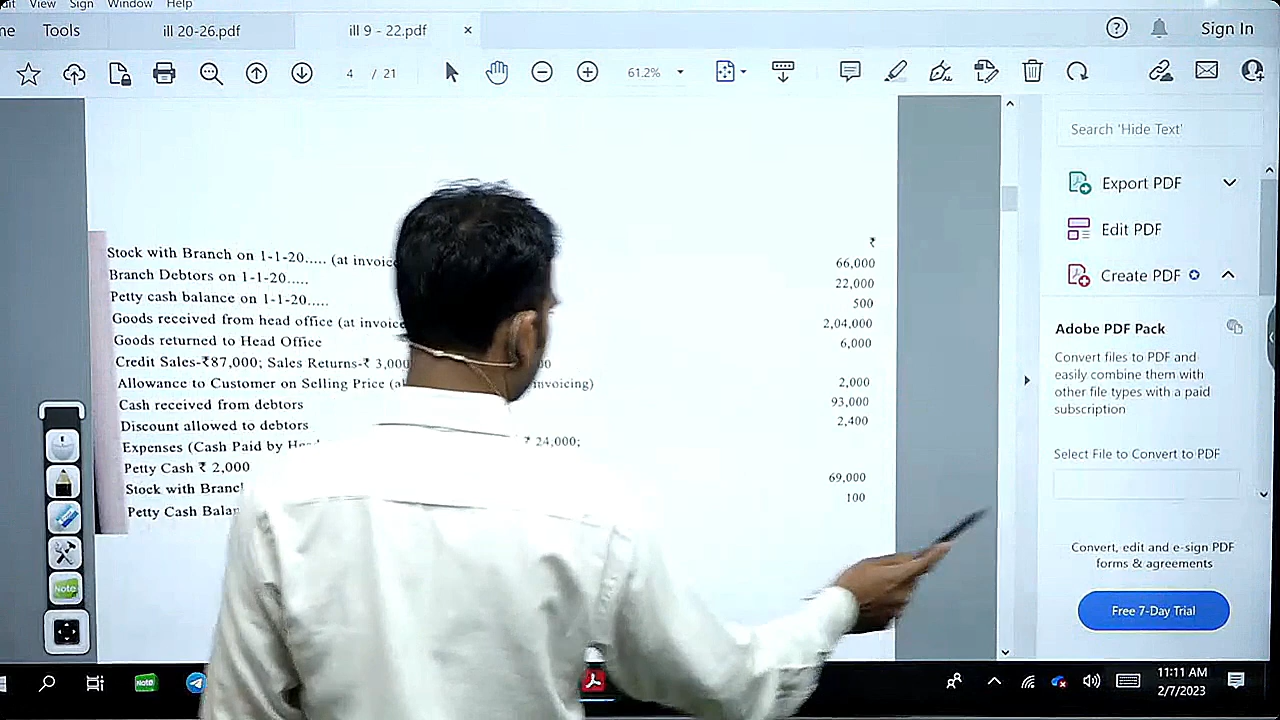 View Sign Window Help
me Tools ill 20-26.pdf ill 9 - 22.pdf × ? Sign In
4 / 21 61.2%
Search 'Hide Text'
Export PDF
Edit PDF
Create PDF
Adobe PDF Pack
Convert files to PDF and
easily combine them with
other file types with a paid
subscription
Select File to Convert to PDF
Convert, edit and e-sign PDF
forms & agreements
Free 7-Day Trial
₹
Stock with Branch on 1-1-20..... (at invoice 66,000
Branch Debtors on 1-1-20..... 22,000
Petty cash balance on 1-1-20..... 500
Goods received from head office (at invoice 2,04,000
Goods returned to Head Office 6,000
Credit Sales-₹87,000; Sales Returns-₹ 3,000
Allowance to Customer on Selling Price (al invoicing) 2,000
Cash received from debtors 93,000
Discount allowed to debtors 2,400
Expenses (Cash Paid by Head ₹ 24,000;
Petty Cash ₹ 2,000
Stock with Branch 69,000
Petty Cash Balan 100
Note
Note
11:11 AM
2/7/2023